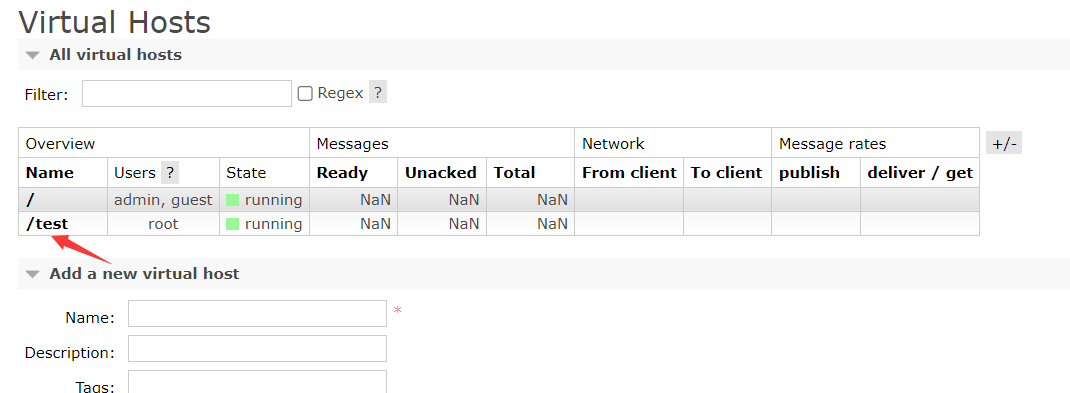 Virtual Hosts
All virtual hosts
Filter: Regex ?
Overview Messages Network Message rates +/-
Name Users ? State Ready Unacked Total From client To client publish deliver / get
/ admin, guest running NaN NaN NaN
/test root running NaN NaN NaN
Add a new virtual host
Name: *
Description:
Tags: